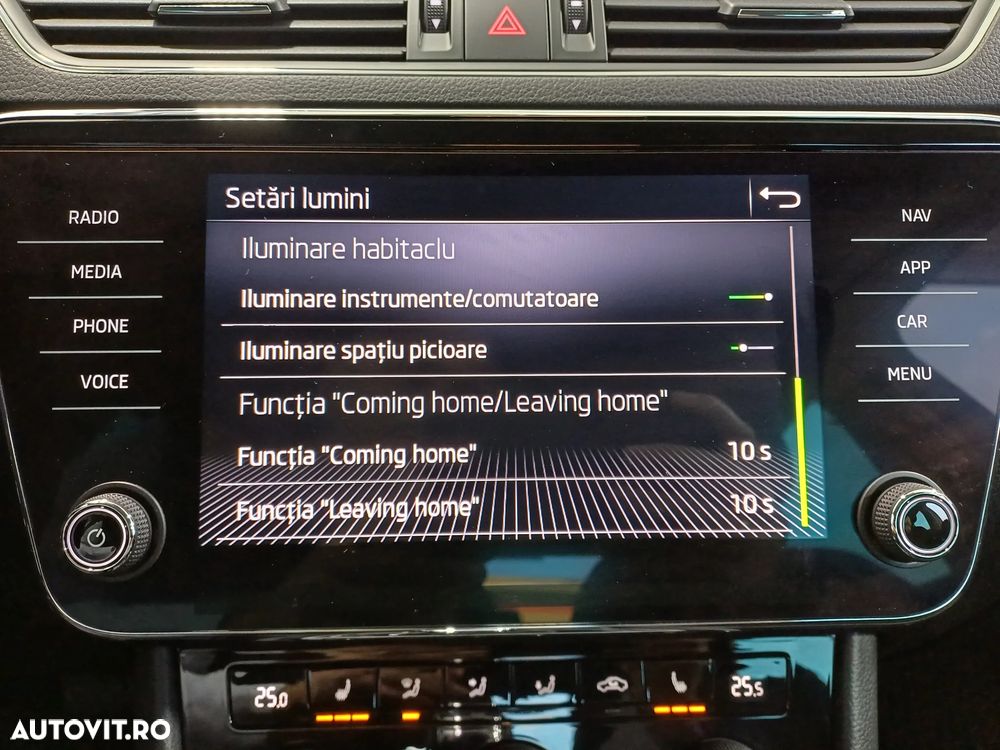 Setări lumini
RADIO
NAV
Iluminare habitaclu
MEDIA
APP
Iluminare instrumente/comutatoare
PHONE
CAR
Iluminare spațiu picioare
VOICE
MENU
Funcția "Coming home/Leaving home"
Funcția "Coming home" 10 s
Funcția "Leaving home" 10 s
25,0
25,5
AUTOVIT.RO